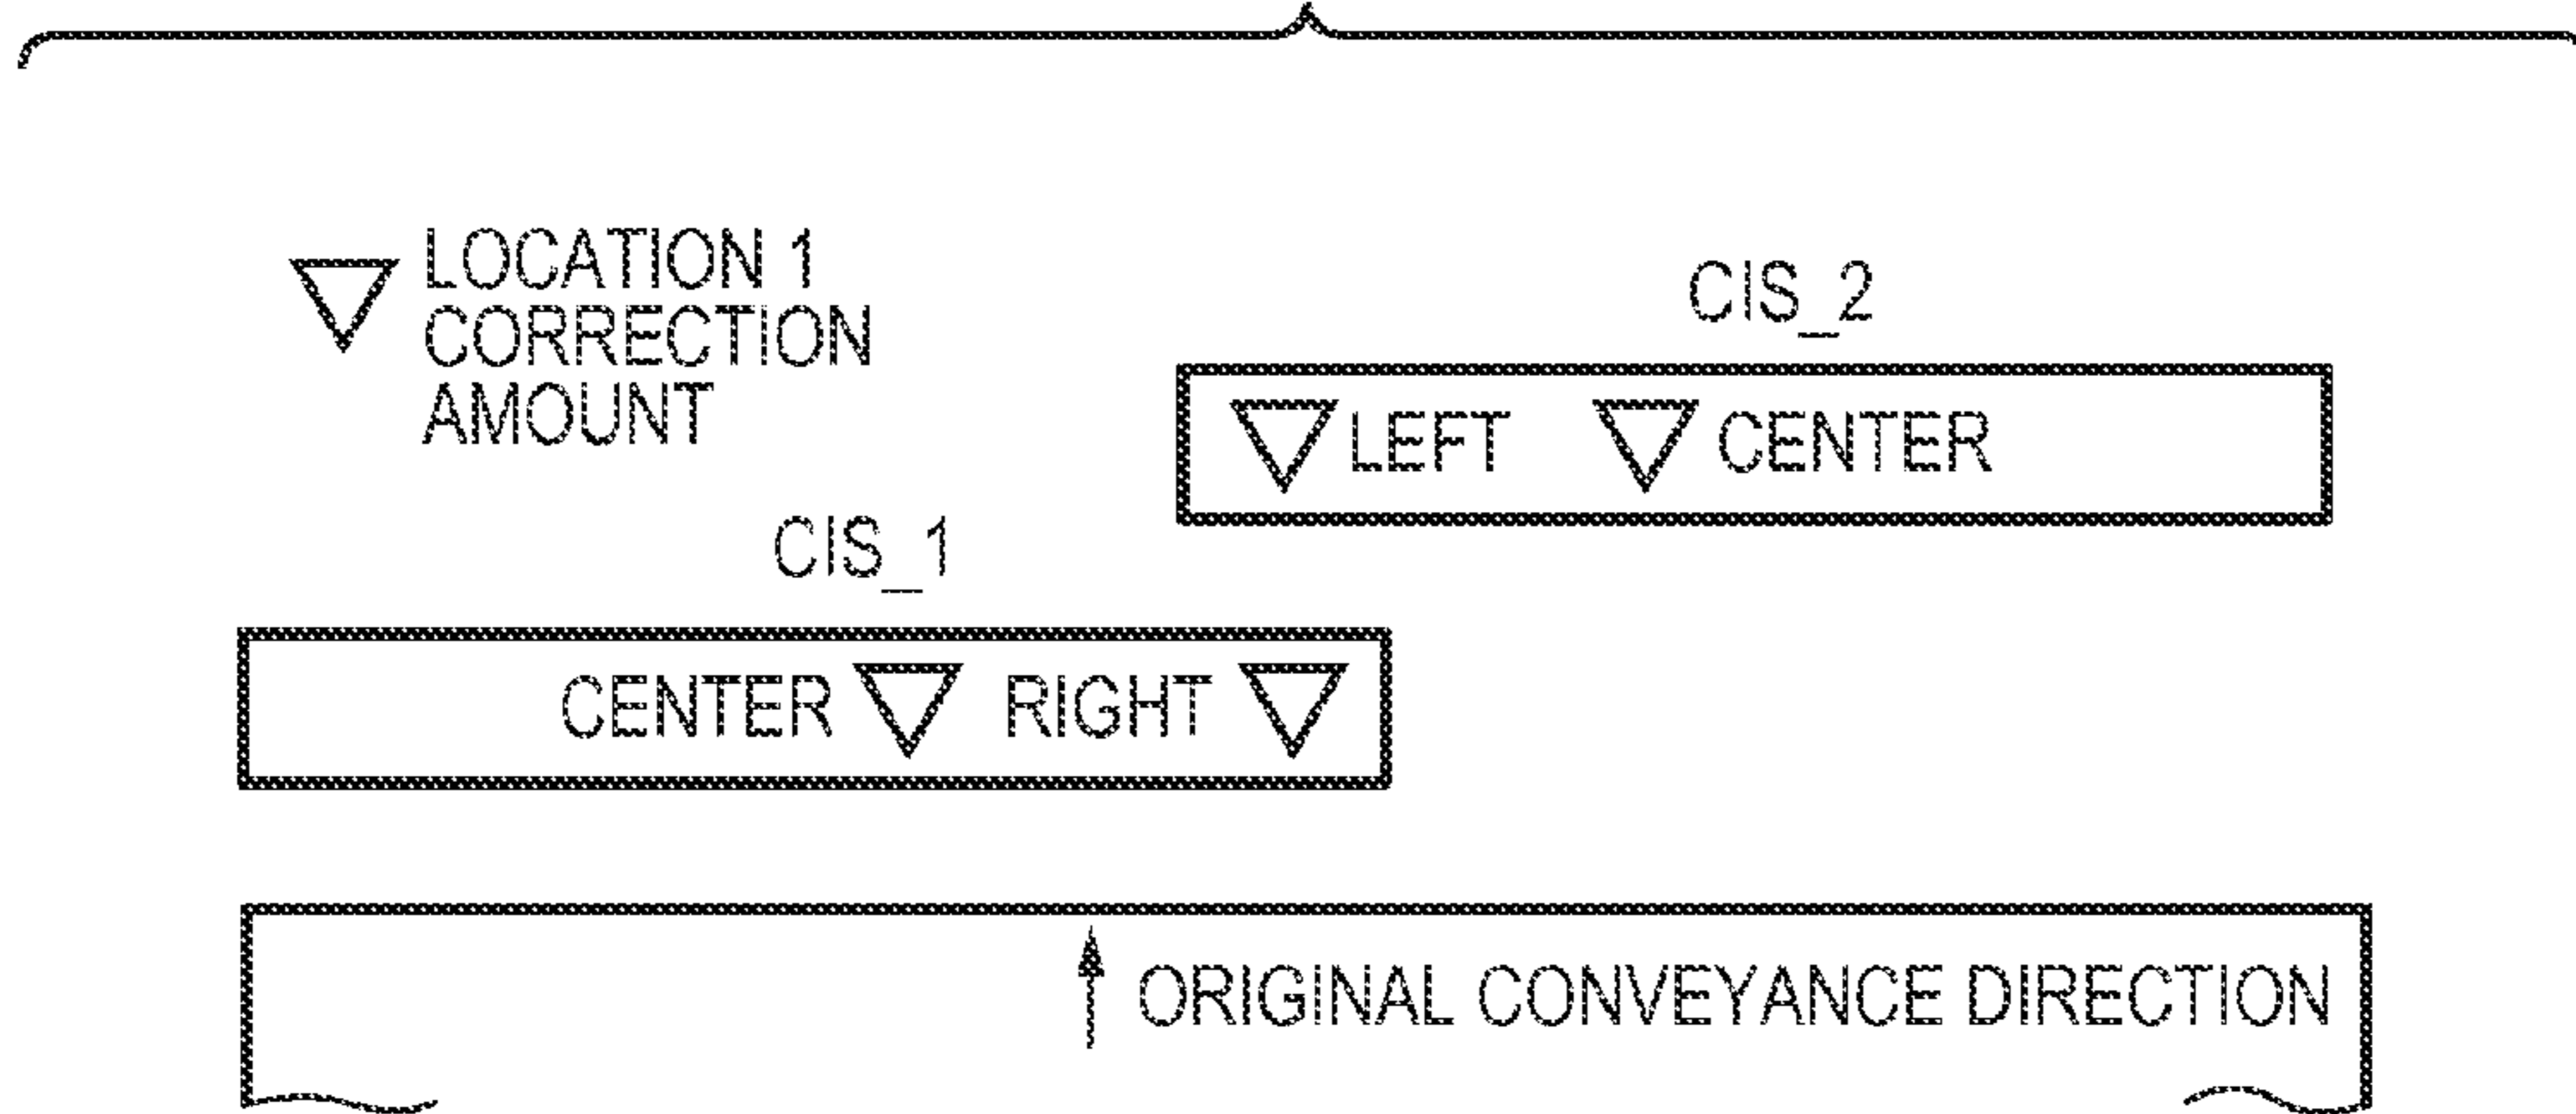 LOCATION 1
CORRECTION
AMOUNT
CIS_2
LEFT CENTER
CIS_1
CENTER RIGHT
ORIGINAL CONVEYANCE DIRECTION